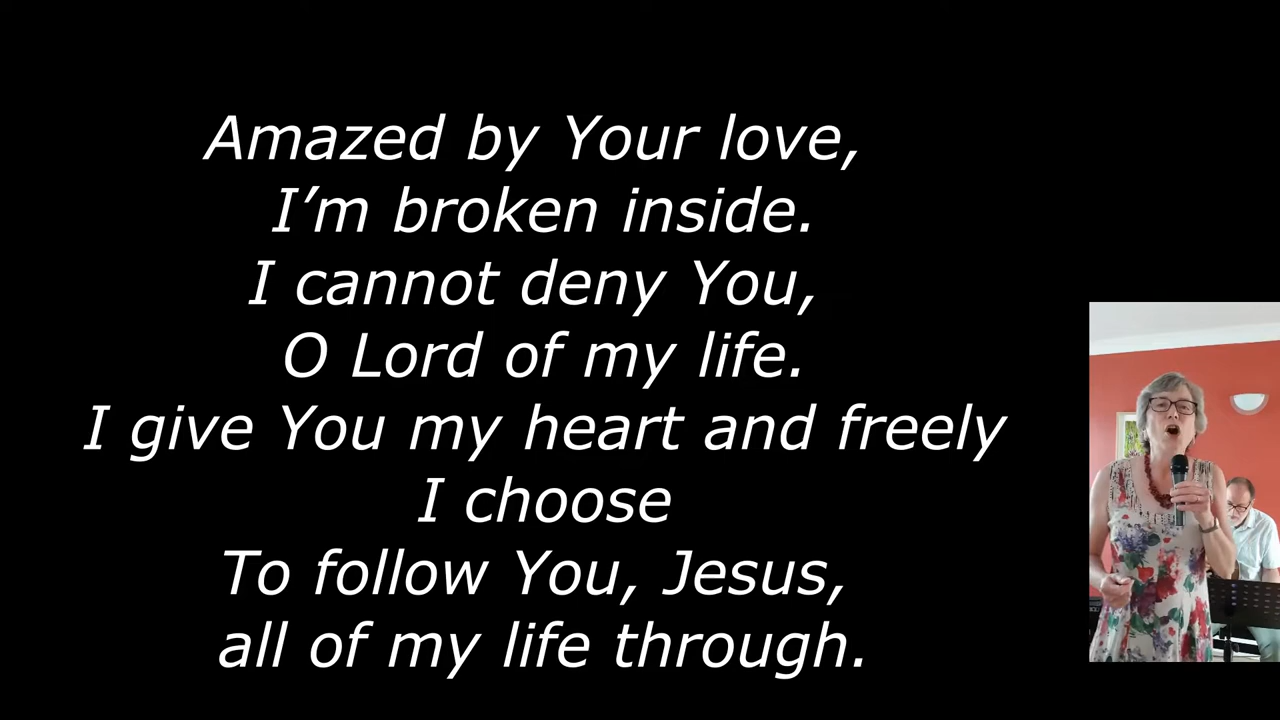 Amazed by Your love,
I’m broken inside.
I cannot deny You,
O Lord of my life.
I give You my heart and freely
I choose
To follow You, Jesus,
all of my life through.